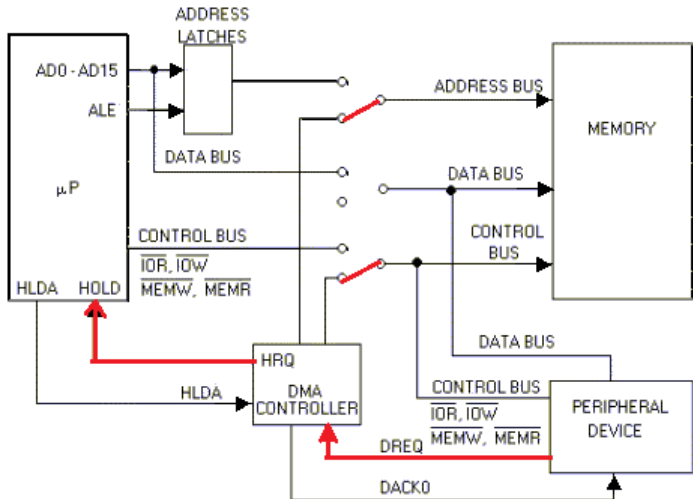 ADDRESS
LATCHES
AD0 - AD15
ALE
ADDRESS BUS
MEMORY
DATA BUS
DATA BUS
μP
CONTROL BUS
CONTROL
BUS
IOR, IOW
MEMW, MEMR
HLDA HOLD
DATA BUS
HRQ
HLDA
DMA
CONTROLLER
CONTROL BUS
IOR, IOW
MEMW, MEMR
PERIPHERAL
DEVICE
DREQ
DACK0